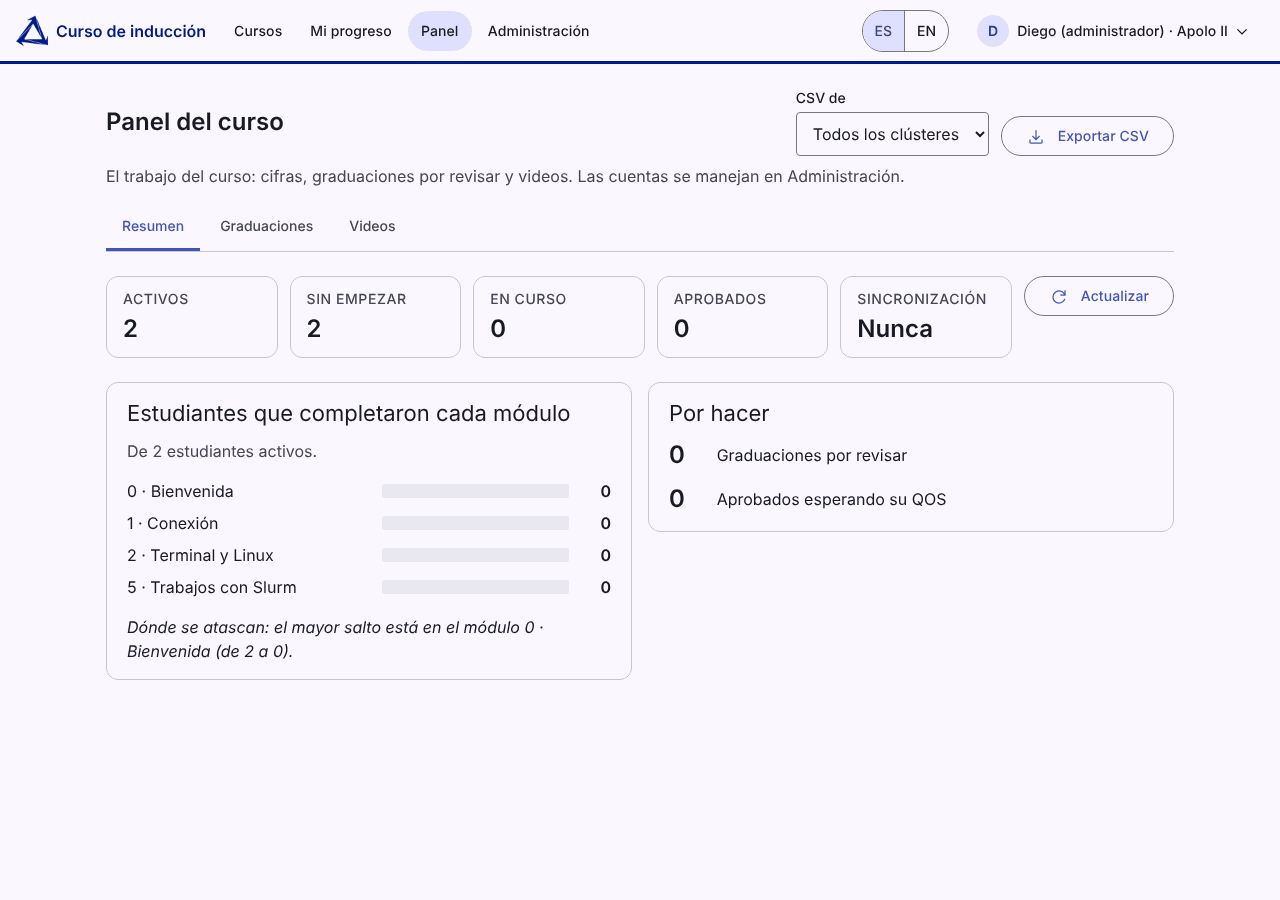 Curso de inducción
Cursos
Mi progreso
Panel
Administración
ES
EN
D
Diego (administrador) · Apolo II
Panel del curso
CSV de
Todos los clústeres
Exportar CSV
El trabajo del curso: cifras, graduaciones por revisar y videos. Las cuentas se manejan en Administración.
Resumen
Graduaciones
Videos
ACTIVOS
2
SIN EMPEZAR
2
EN CURSO
0
APROBADOS
0
SINCRONIZACIÓN
Nunca
Actualizar
Estudiantes que completaron cada módulo
De 2 estudiantes activos.
0 · Bienvenida 0
1 · Conexión 0
2 · Terminal y Linux 0
5 · Trabajos con Slurm 0
Dónde se atascan: el mayor salto está en el módulo 0 ·
Bienvenida (de 2 a 0).
Por hacer
0 Graduaciones por revisar
0 Aprobados esperando su QOS